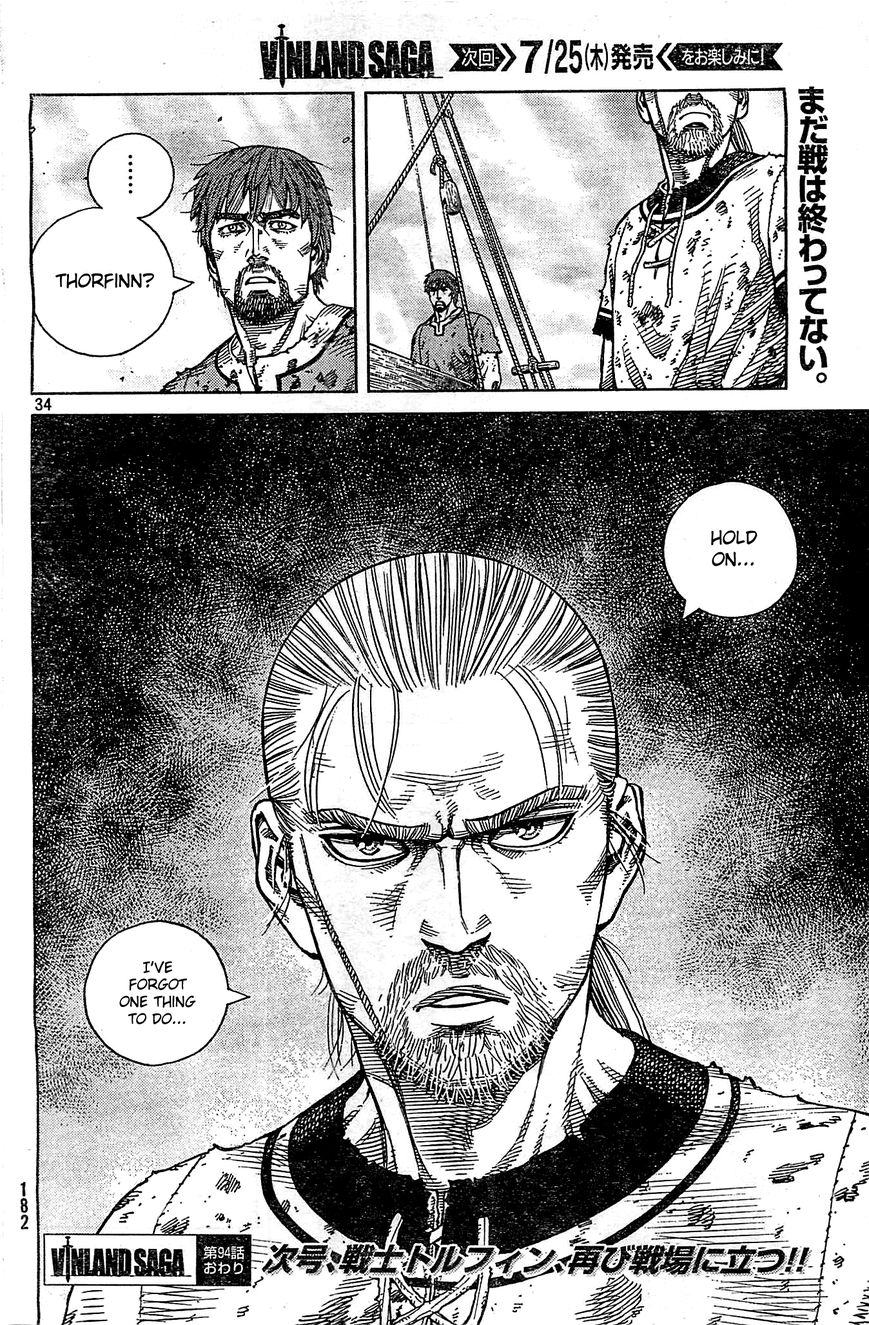 VINLAND SAGA 次回 7/25(木)発売 をお楽しみに!
まだ戦は終わってない。
……
THORFINN?
34
HOLD
ON...
I'VE
FORGOT
ONE THING
TO DO...
182
VINLAND SAGA
第94話
おわり
次号、戦士トルフィン、再び戦場に立つ!!